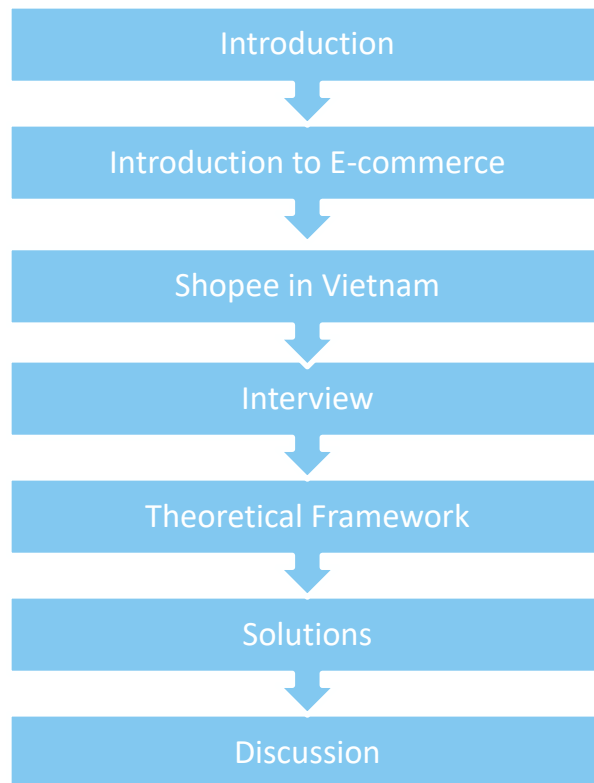 Introduction
Introduction to E-commerce
Shopee in Vietnam
Interview
Theoretical Framework
Solutions
Discussion